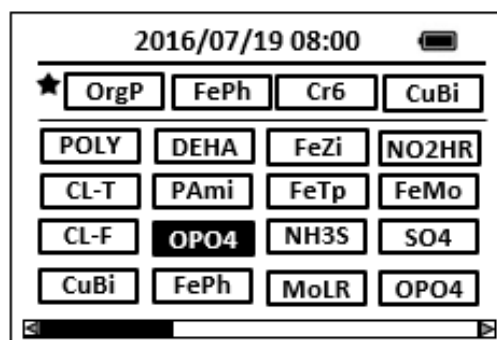 2016/07/19 08:00
OrgP FePh Cr6 CuBi
POLY DEHA FeZi NO2HR
CL-T PAmi FeTp FeMo
CL-F OPO4 NH3S SO4
CuBi FePh MoLR OPO4